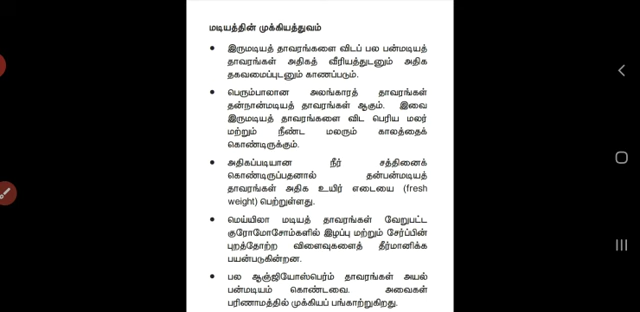 மடியத்தின் முக்கியத்துவம்
• இருமடியத் தாவரங்களை விடப் பல பன்மடியத்
தாவரங்கள் அதிகத் வீரியத்துடனும் அதிக
தகவமைப்புடனும் காணப்படும்.
• பெரும்பாலான அலங்காரத் தாவரங்கள்
தன்நான்மடியத் தாவரங்கள் ஆகும். இவை
இருமடியத் தாவரங்களை விட பெரிய மலர்
மற்றும் நீண்ட மலரும் காலத்தைக்
கொண்டிருக்கும்.
• அதிகப்படியான நீர் சத்தினைக்
கொண்டிருப்பதனால் தன்பன்மடியத்
தாவரங்கள் அதிக உயிர் எடையை (fresh
weight) பெற்றுள்ளது.
• மெய்யிலா மடியத் தாவரங்கள் வேறுபட்ட
குரோமோசோம்களில் இழப்பு மற்றும் சேர்ப்பின்
புறத்தோற்ற விளைவுகளைத் தீர்மானிக்க
பயன்படுகின்றன.
• பல ஆஞ்ஜியோஸ்பெர்ம் தாவரங்கள் அயல்
பன்மடியம் கொண்டவை. அவைகள்
பரிணாமத்தில் முக்கியப் பங்காற்றுகிறது.